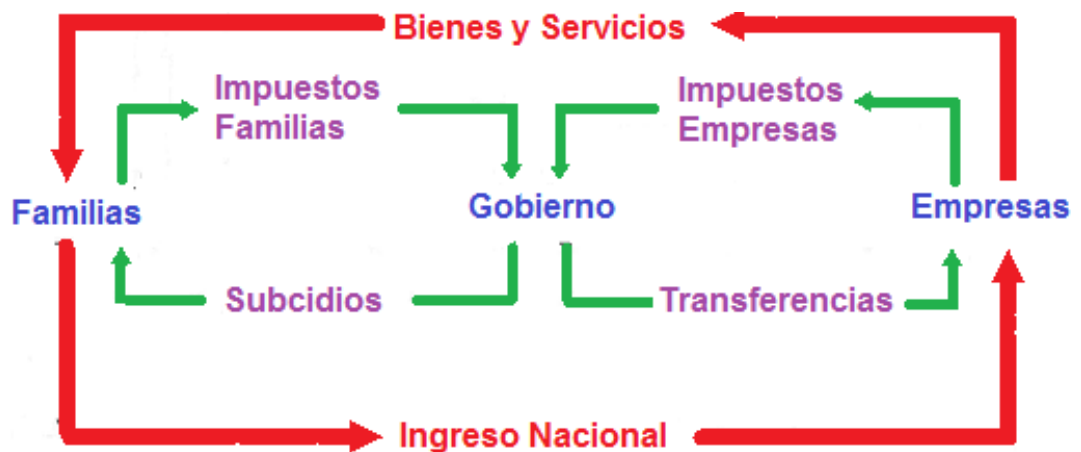 Bienes y Servicios
Impuestos
Familias
Impuestos
Empresas
Familias
Gobierno
Empresas
Subcidios
Transferencias
Ingreso Nacional